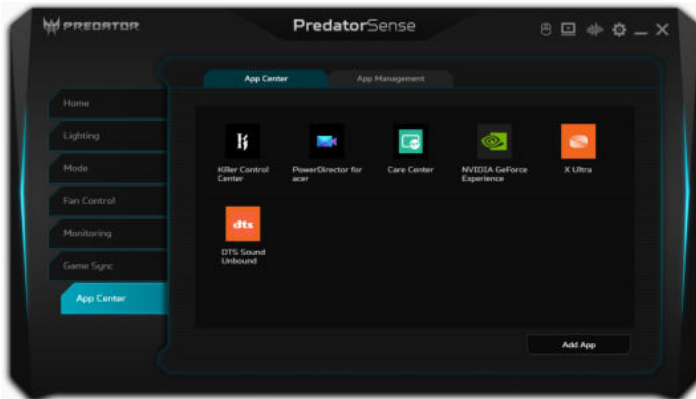 PREDATOR
PredatorSense
App Center
App Management
Home
Lighting
Mode
Fan Control
Monitoring
Game Sync
App Center
Killer Control
Center
PowerDirector for
acer
Care Center
NVIDIA GeForce
Experience
X Ultra
dts
DTS Sound
Unbound
Add App